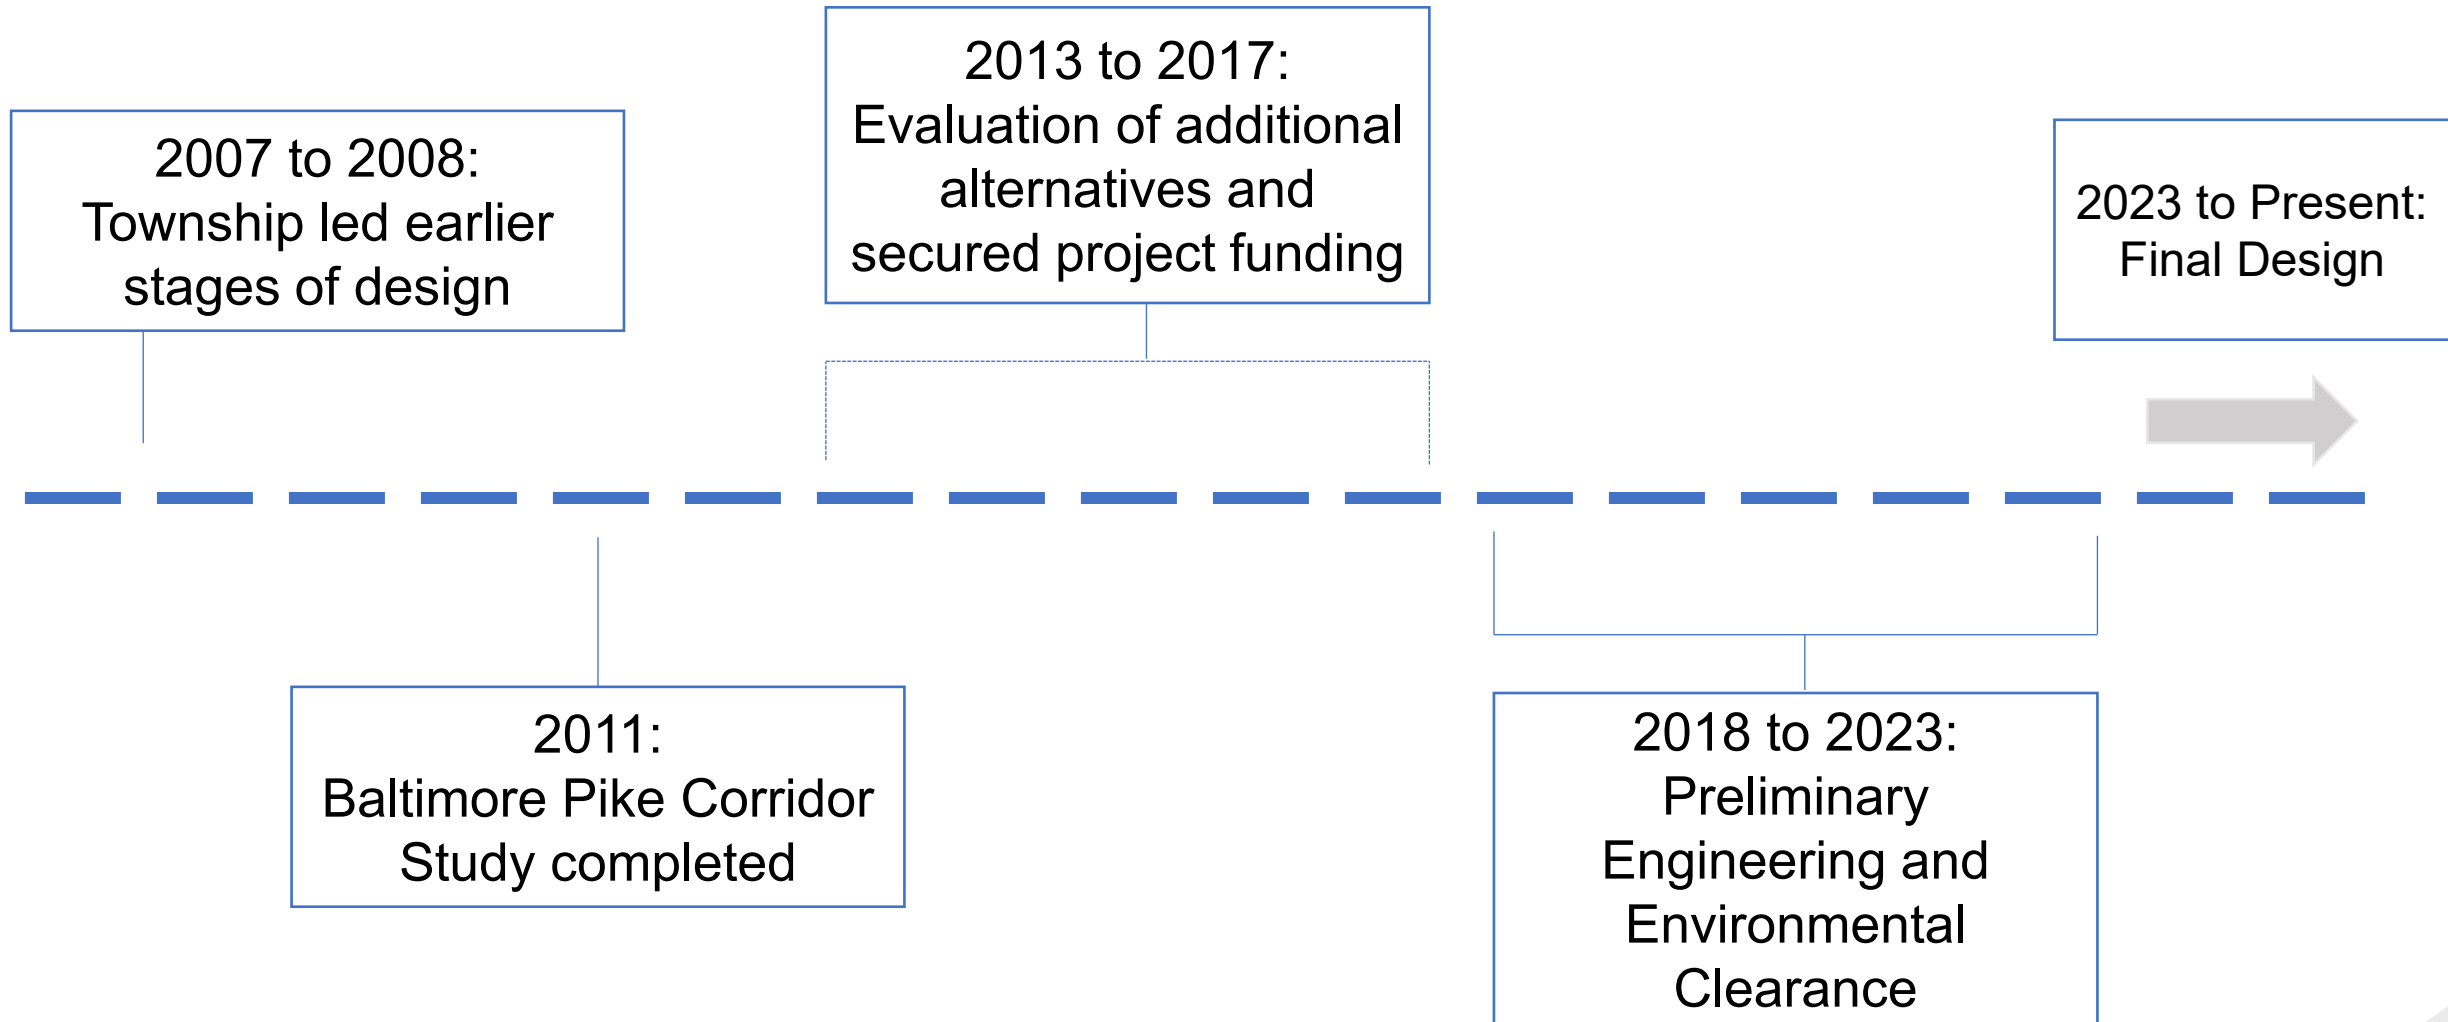 2007 to 2008:
Township led earlier
stages of design
2011:
Baltimore Pike Corridor
Study completed
2013 to 2017:
Evaluation of additional
alternatives and
secured project funding
2018 to 2023:
Preliminary
Engineering and
Environmental
Clearance
2023 to Present:
Final Design